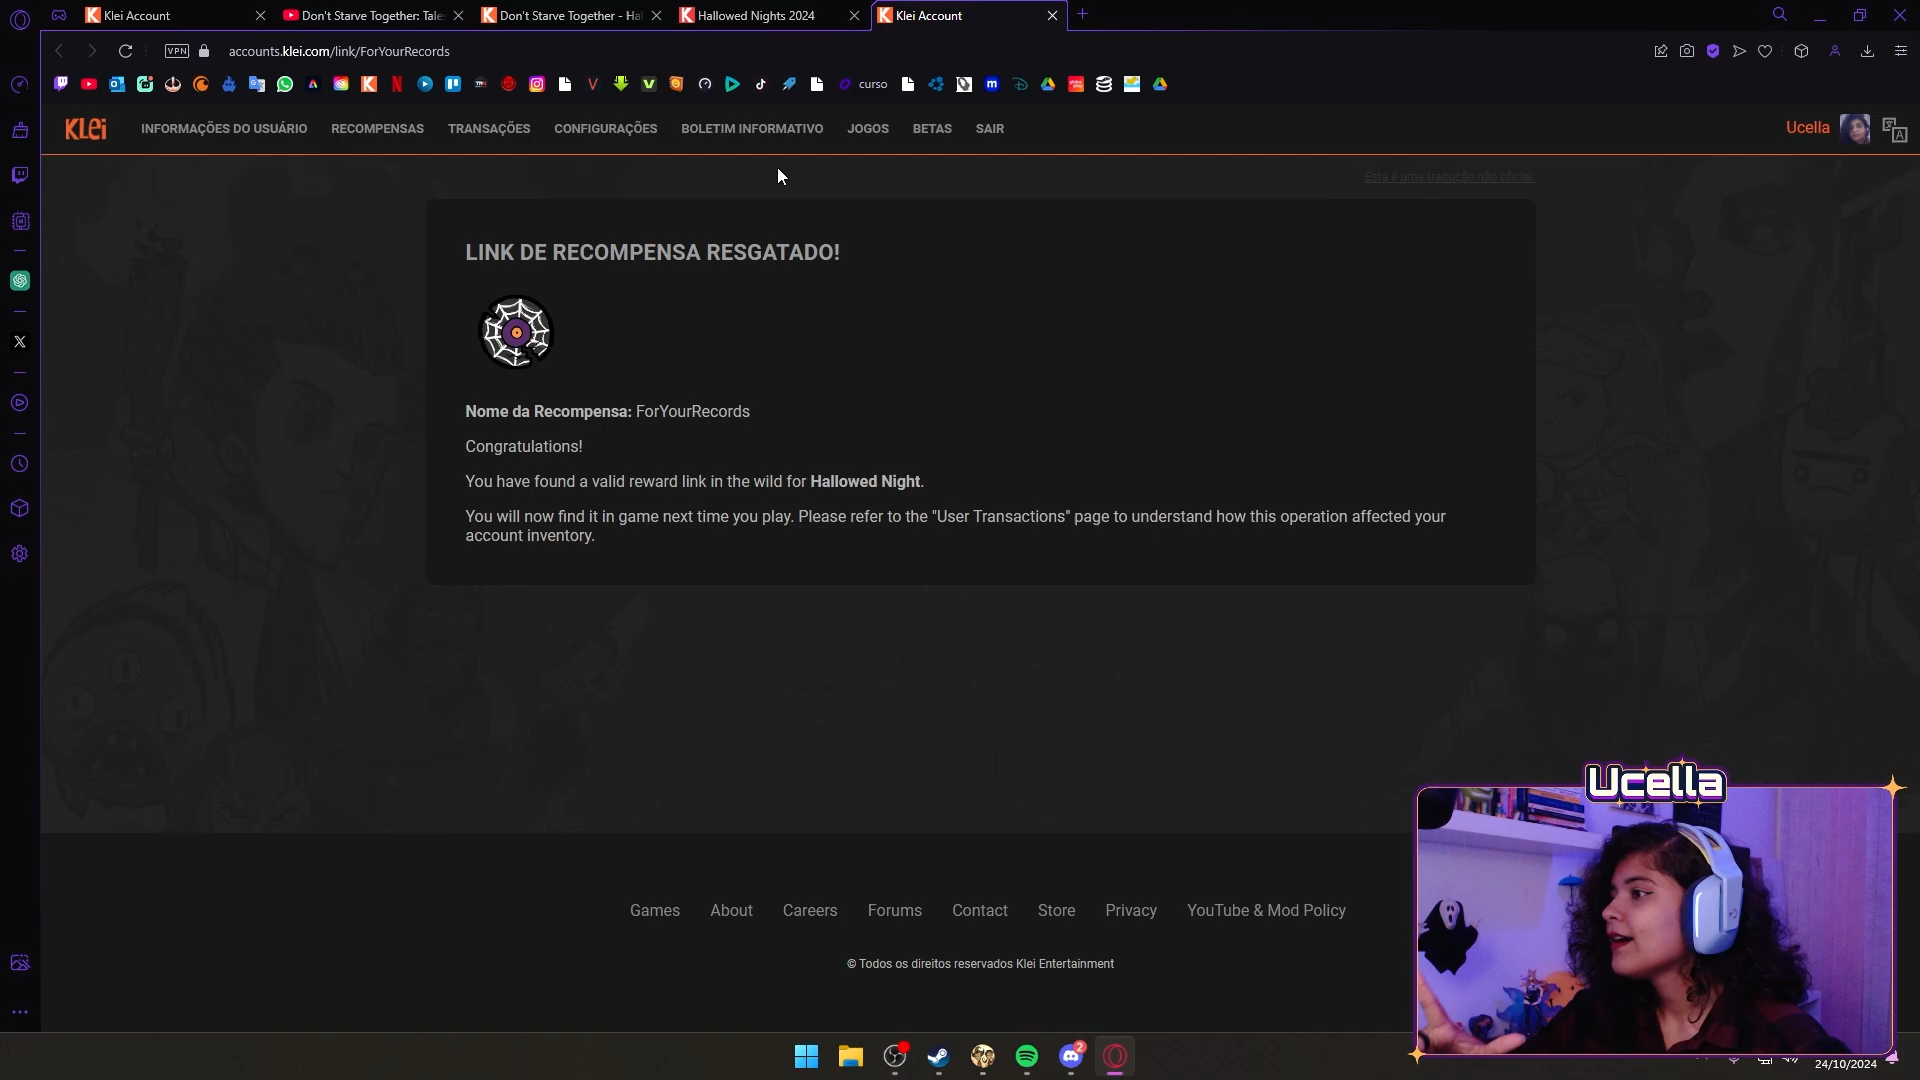 Klei Account
Don't Starve Together: Tale
Don't Starve Together - Hal
Hallowed Nights 2024
Klei Account
VPN
accounts.klei.com/link/ForYourRecords
curso
Klei
INFORMAÇÕES DO USUÁRIO
RECOMPENSAS
TRANSAÇÕES
CONFIGURAÇÕES
BOLETIM INFORMATIVO
JOGOS
BETAS
SAIR
Ucella
Esta é uma tradução não oficial.
LINK DE RECOMPENSA RESGATADO!
Nome da Recompensa: ForYourRecords
Congratulations!
You have found a valid reward link in the wild for Hallowed Night.
You will now find it in game next time you play. Please refer to the "User Transactions" page to understand how this operation affected your
account inventory.
Ucella
Games
About
Careers
Forums
Contact
Store
Privacy
YouTube & Mod Policy
© Todos os direitos reservados Klei Entertainment
2
24/10/2024